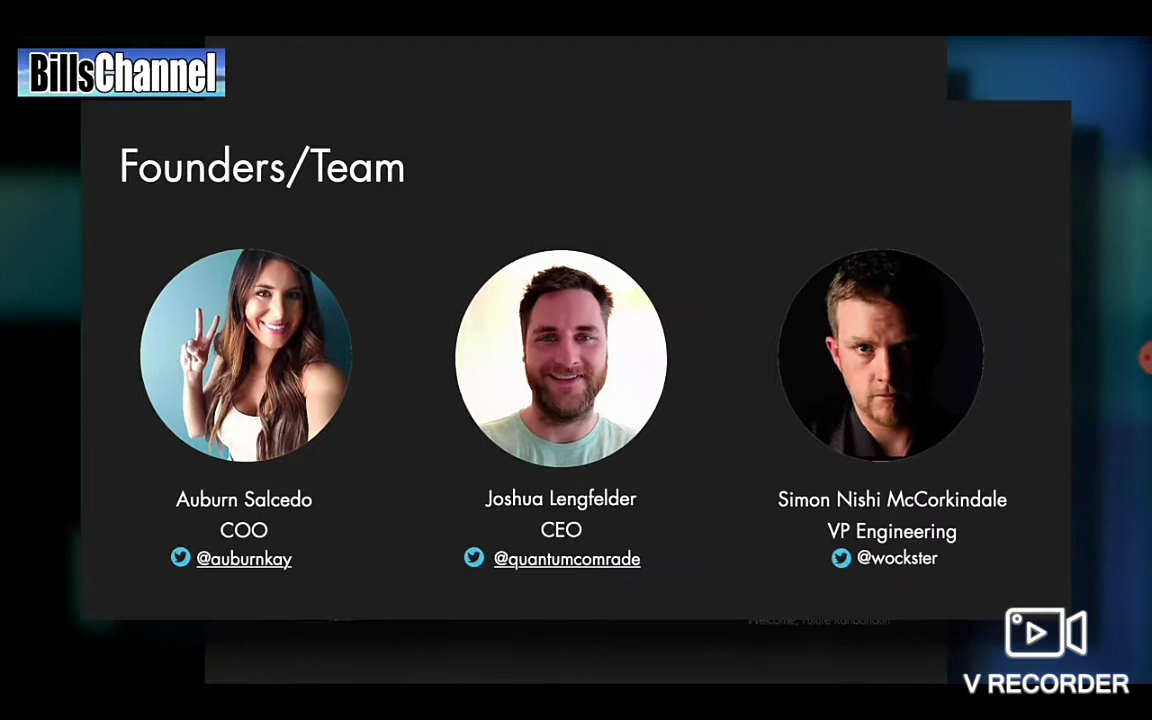 BillsChannel
Founders/Team
Auburn Salcedo
COO
@auburnkay
Joshua Lengfelder
CEO
@quantumcomrade
Simon Nishi McCorkindale
VP Engineering
@wockster
V RECORDER